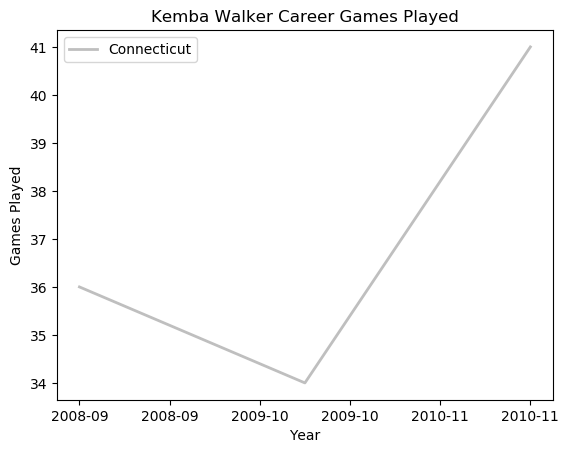 Kemba Walker Career Games Played
Connecticut
41
40
39
38
37
36
35
34
Games Played
2008-09 2008-09 2009-10 2009-10 2010-11 2010-11
Year